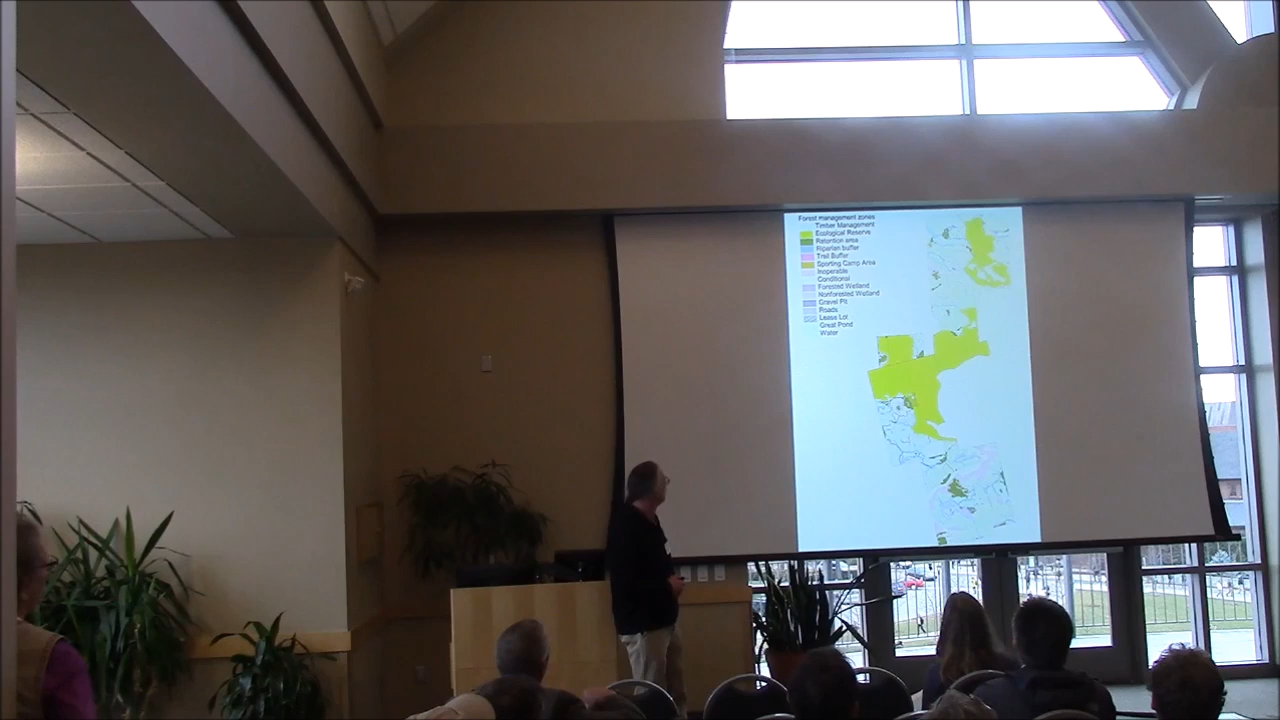 Forest management zones
Timber Management
Ecological Reserve
Retention area
Riparian buffer
Trail Buffer
Sporting Camp Area
Inoperable
Conditional
Forested Wetland
Nonforested Wetland
Gravel Pit
Roads
Lease Lot
Great Pond
Water